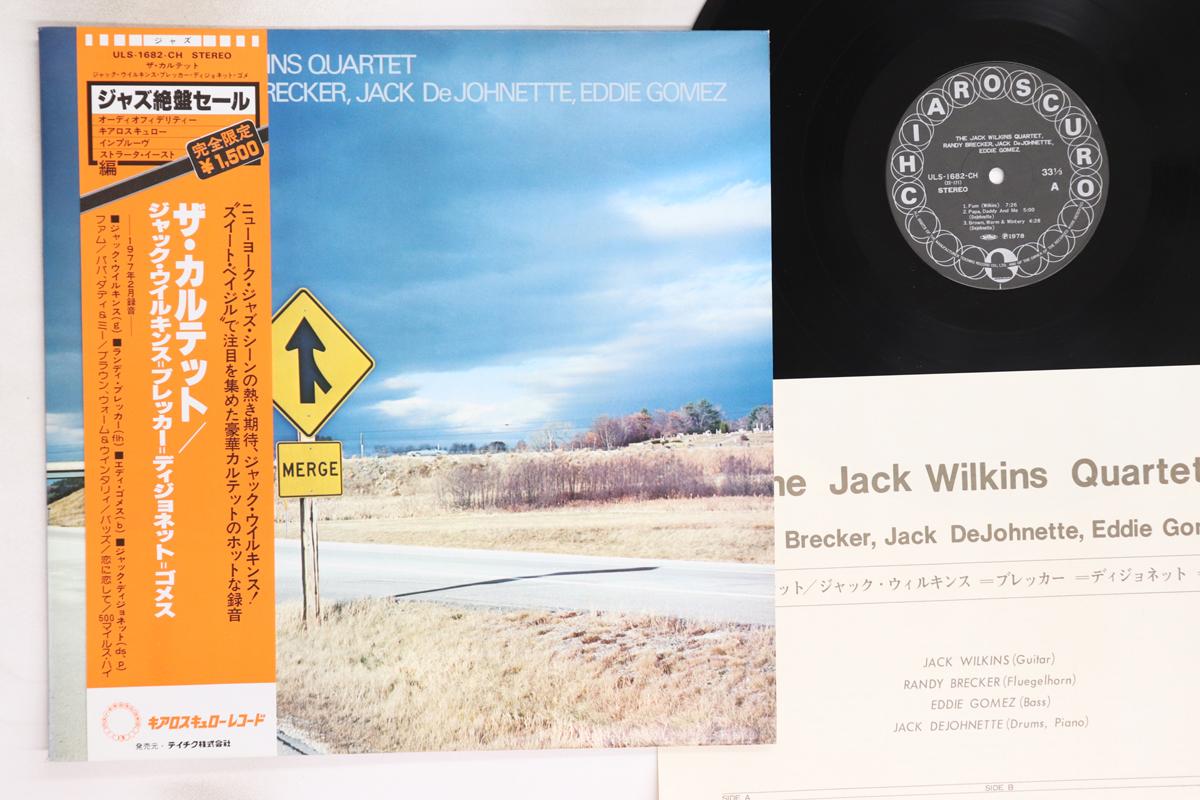 ジャズ
ULS-1682-CH STEREO
ザ・カルテット
ジャック・ウイルキンス・ブレッカー・ディジョネット・ゴメ
ジャズ絶盤セール
オーディオフィデリティー
キアロスキュロー
インプルーヴ
ストラータ・イースト
編
完全限定
¥1,500
ニューヨーク・ジャズ・シーンの熱き期待、ジャック・ウイルキンス!
〝スイート・ベイジル〟で注目を集めた豪華カルテットのホットな録音
ザ・カルテット/
ジャック・ウイルキンス=ブレッカー=ディジョネット=ゴメス
──1977年2月録音──
■ジャック・ウイルキンス(g) ■ランディ・ブレッカー(flh) ■エディ・ゴメス(b) ■ジャック・ディジョネット(ds, p)
ファム/パパ、ダディ&ミー/ブラウン、ウォーム&ウインタリィ/バッズ/恋に恋して/500マイルス・ハイ
キアロスキュローレコード
発売元・テイチク株式会社
INS QUARTET
RECKER, JACK DeJOHNETTE, EDDIE GOMEZ
MERGE
CHIAROSCURO
THE JACK WILKINS QUARTET,
RANDY BRECKER, JACK DeJOHNETTE,
EDDIE GOMEZ
ULS-1682-CH
STEREO
33⅓
A
1. Fum (Wilkins) 7:26
2. Papa, Daddy And Me 5:00
(DeJohnette)
3. Brown, Warm & Wintery 4:28
(DeJohnette)
℗1978
he Jack Wilkins Quartet
Brecker, Jack DeJohnette, Eddie Gor
ット/ジャック・ウィルキンス =ブレッカー =ディジョネット =
JACK WILKINS (Guitar)
RANDY BRECKER (Fluegelhorn)
EDDIE GOMEZ (Bass)
JACK DEJOHNETTE (Drums, Piano)
SIDE A
SIDE B